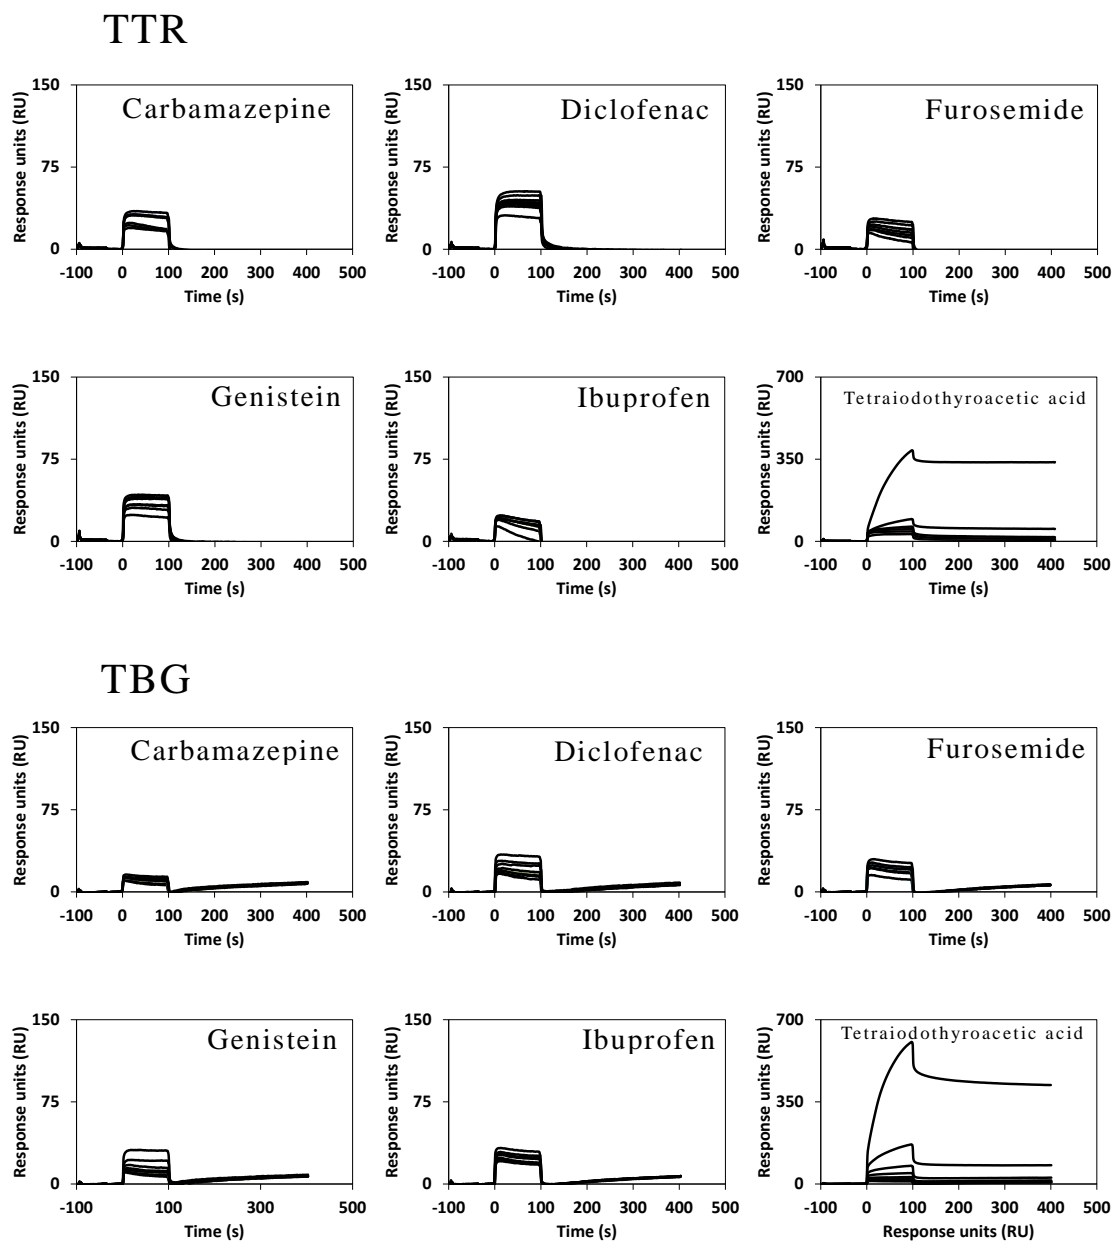 TTR
Carbamazepine
Response units (RU)
150
75
0
-100 0 100 200 300 400 500
Time (s)
Diclofenac
Response units (RU)
150
75
0
-100 0 100 200 300 400 500
Time (s)
Furosemide
Response units (RU)
150
75
0
-100 0 100 200 300 400 500
Time (s)
Genistein
Response units (RU)
150
75
0
-100 0 100 200 300 400 500
Time (s)
Ibuprofen
Response units (RU)
150
75
0
-100 0 100 200 300 400 500
Time (s)
Tetraiodothyroacetic acid
Response units (RU)
700
350
0
-100 0 100 200 300 400 500
Time (s)
TBG
Carbamazepine
Response units (RU)
150
75
0
-100 0 100 200 300 400 500
Time (s)
Diclofenac
Response units (RU)
150
75
0
-100 0 100 200 300 400 500
Time (s)
Furosemide
Response units (RU)
150
75
0
-100 0 100 200 300 400 500
Time (s)
Genistein
Response units (RU)
150
75
0
-100 0 100 200 300 400 500
Time (s)
Ibuprofen
Response units (RU)
150
75
0
-100 0 100 200 300 400 500
Time (s)
Tetraiodothyroacetic acid
Response units (RU)
700
350
0
-100 0 100 200 300 400 500
Response units (RU)